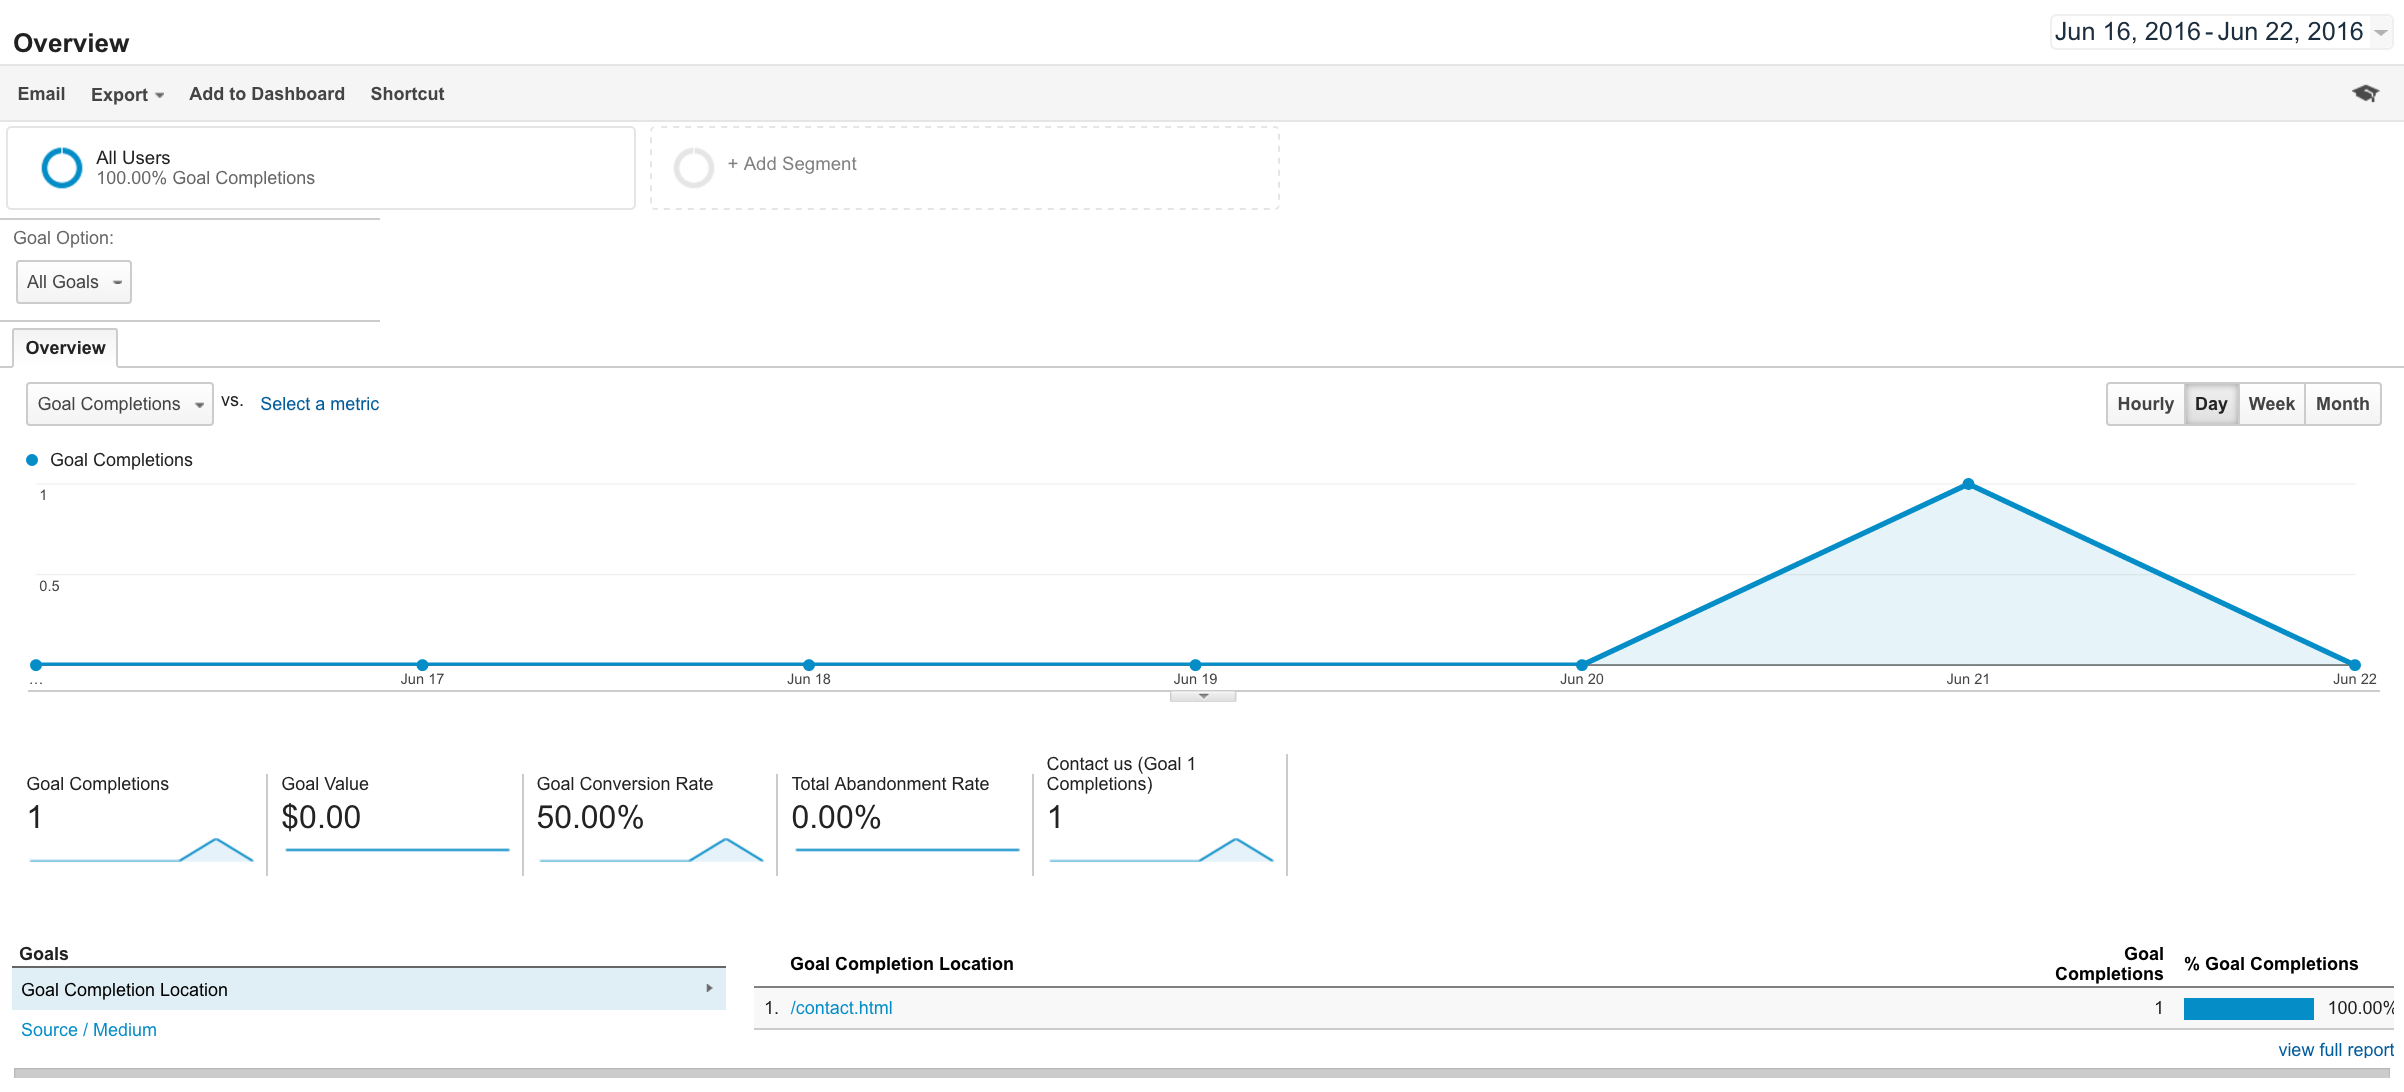 Overview
Jun 16, 2016 - Jun 22, 2016
Email Export Add to Dashboard Shortcut
All Users
100.00% Goal Completions
+ Add Segment
Goal Option:
All Goals
Overview
Goal Completions vs. Select a metric
Hourly Day Week Month
Goal Completions
1
0.5
... Jun 17 Jun 18 Jun 19 Jun 20 Jun 21 Jun 22
Goal Completions
1
Goal Value
$0.00
Goal Conversion Rate
50.00%
Total Abandonment Rate
0.00%
Contact us (Goal 1
Completions)
1
Goals
Goal Completion Location
Source / Medium
Goal Completion Location
Goal
Completions
% Goal Completions
1. /contact.html 1 100.00%
view full report